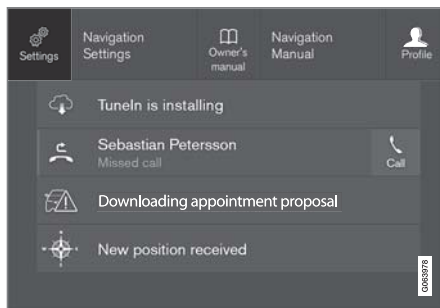 Settings
Navigation
Settings
Owner's
manual
Navigation
Manual
Profile
TuneIn is installing
Sebastian Petersson
Missed call
Call
Downloading appointment proposal
New position received
G063978